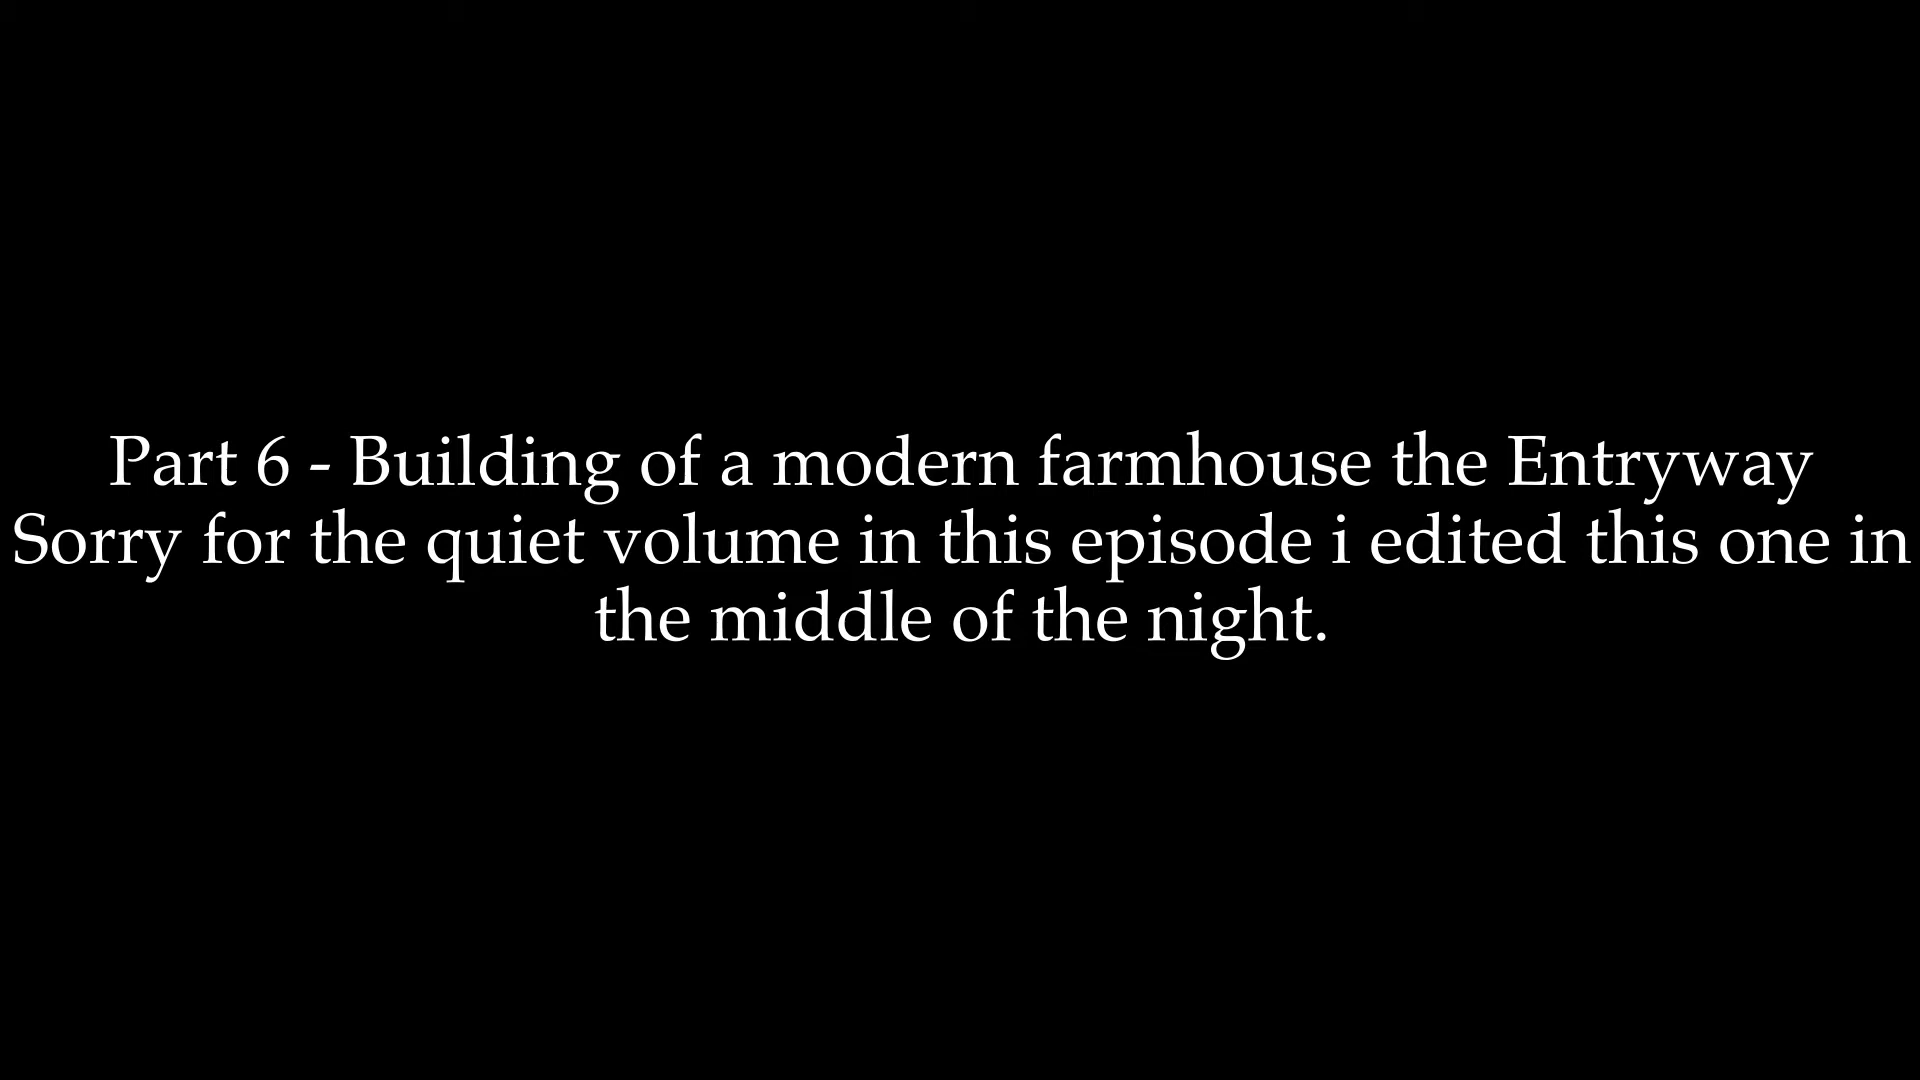 Part 6 - Building of a modern farmhouse the Entryway
Sorry for the quiet volume in this episode i edited this one in
the middle of the night.